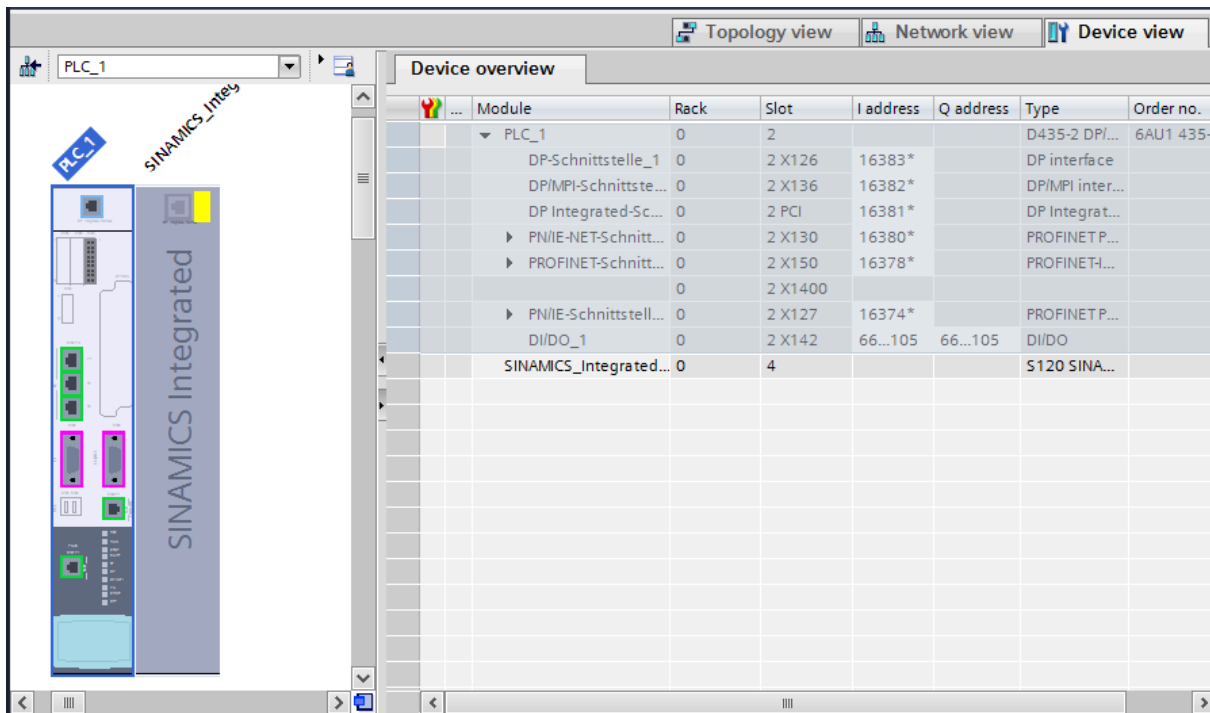 Topology view Network view Device view
PLC_1
Device overview
PLC_1
SINAMICS_Integ
SINAMICS Integrated
... Module Rack Slot I address Q address Type Order no.
PLC_1 0 2 D435-2 DP/... 6AU1 435-
DP-Schnittstelle_1 0 2 X126 16383* DP interface
DP/MPI-Schnittste... 0 2 X136 16382* DP/MPI inter...
DP Integrated-Sc... 0 2 PCI 16381* DP Integrat...
PN/IE-NET-Schnitt... 0 2 X130 16380* PROFINET P...
PROFINET-Schnitt... 0 2 X150 16378* PROFINET-I...
0 2 X1400
PN/IE-Schnittstell... 0 2 X127 16374* PROFINET P...
DI/DO_1 0 2 X142 66...105 66...105 DI/DO
SINAMICS_Integrated... 0 4 S120 SINA...